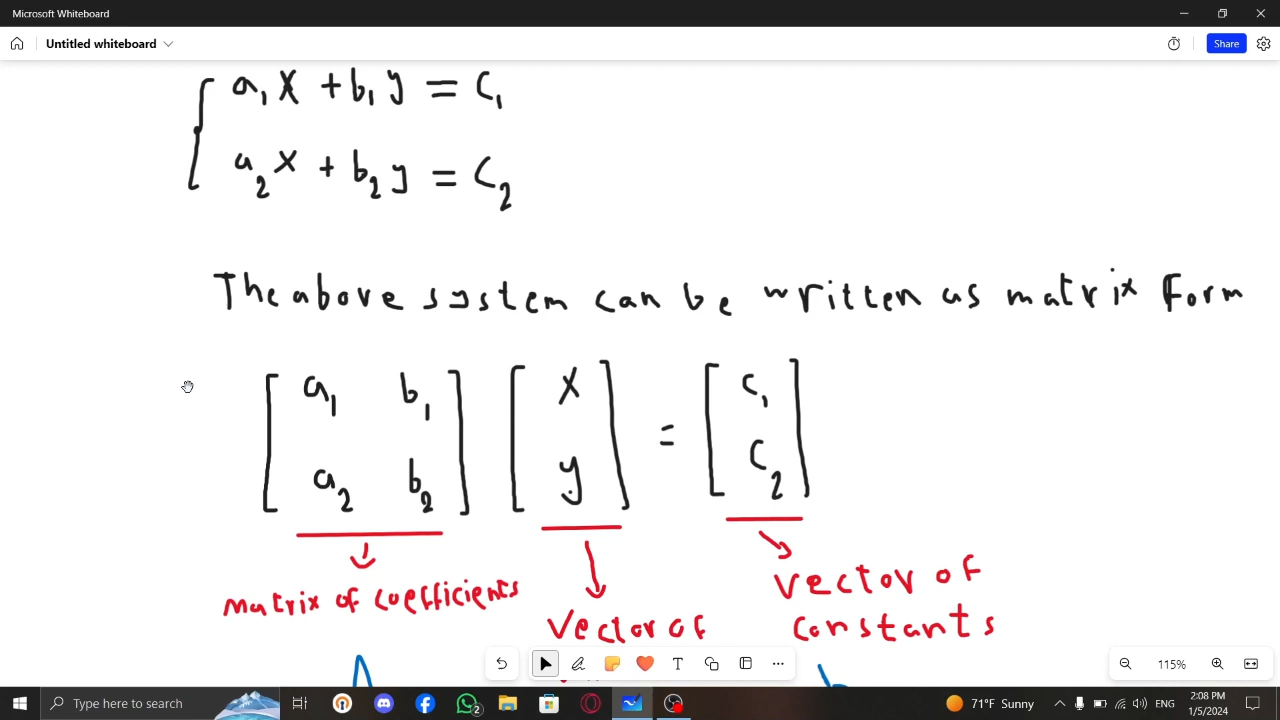 Microsoft Whiteboard
Untitled whiteboard
Share
{ a₁x + b₁y = c₁
a₂x + b₂y = c₂
The above system can be written as matrix form
[ a₁ b₁ ] [ x ] = [ c₁ ]
[ a₂ b₂ ] [ y ] [ c₂ ]
matrix of coefficients
vector of
vector of
constants
A
b
115%
Type here to search
2
71°F Sunny
ENG
2:08 PM
1/5/2024